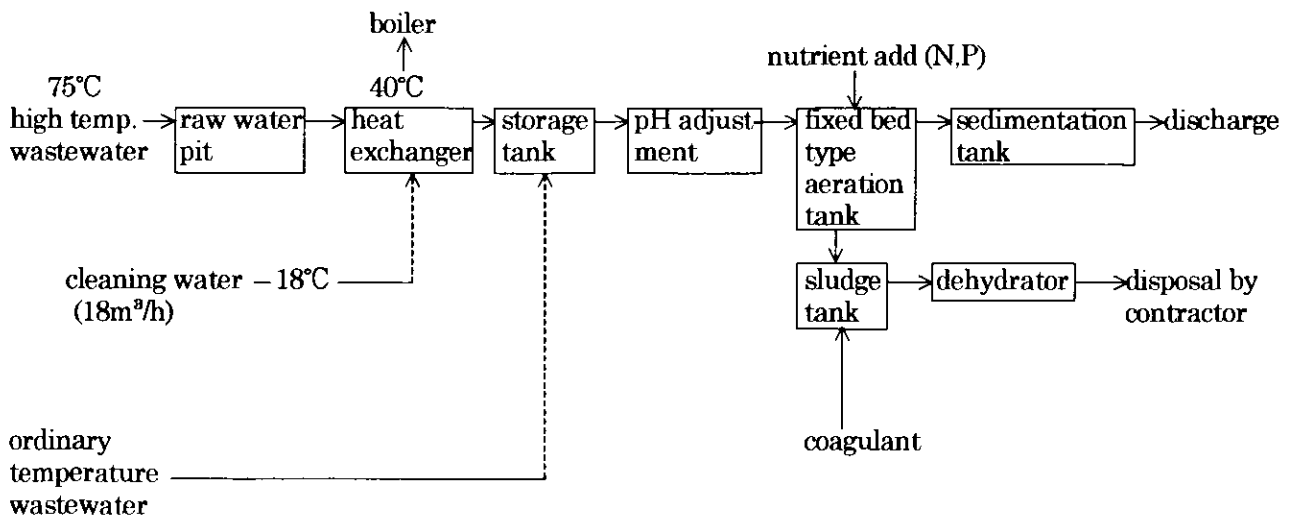 boiler
nutrient add (N,P)
75℃
40℃
high temp.
wastewater
raw water
pit
heat
exchanger
storage
tank
pH adjust
ment
fixed bed
type
aeration
tank
sedimentation
tank
discharge
cleaning water – 18℃
(18m³/h)
sludge
tank
dehydrator
disposal by
contractor
ordinary
temperature
wastewater
coagulant